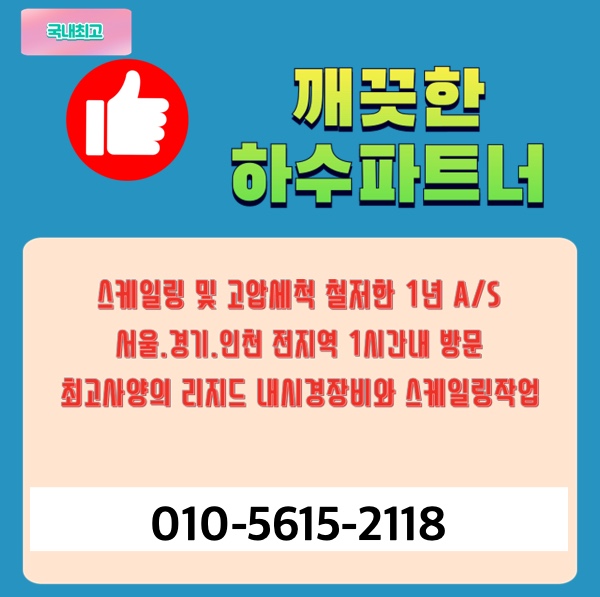 국내최고
깨끗한
하수파트너
스케일링 및 고압세척 철저한 1년 A/S
서울.경기.인천 전지역 1시간내 방문
최고사양의 리지드 내시경장비와 스케일링작업
010-5615-2118